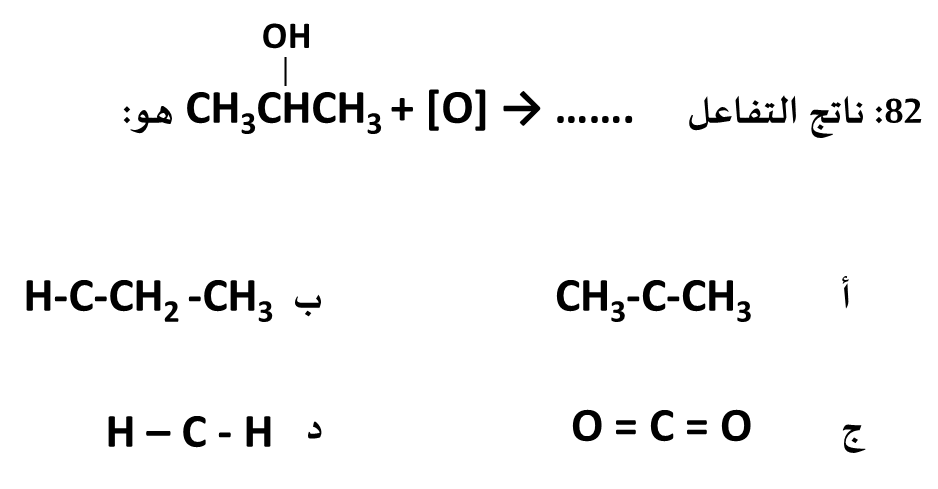 OH
|
82: ناتج التفاعل CH₃CHCH₃ + [O] → ....... هو:
أ CH₃-C-CH₃
ب H-C-CH₂ -CH₃
ج O = C = O
د H – C - H